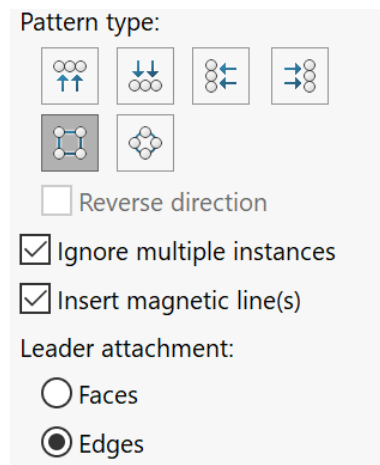 Pattern type:
Reverse direction
Ignore multiple instances
Insert magnetic line(s)
Leader attachment:
Faces
Edges